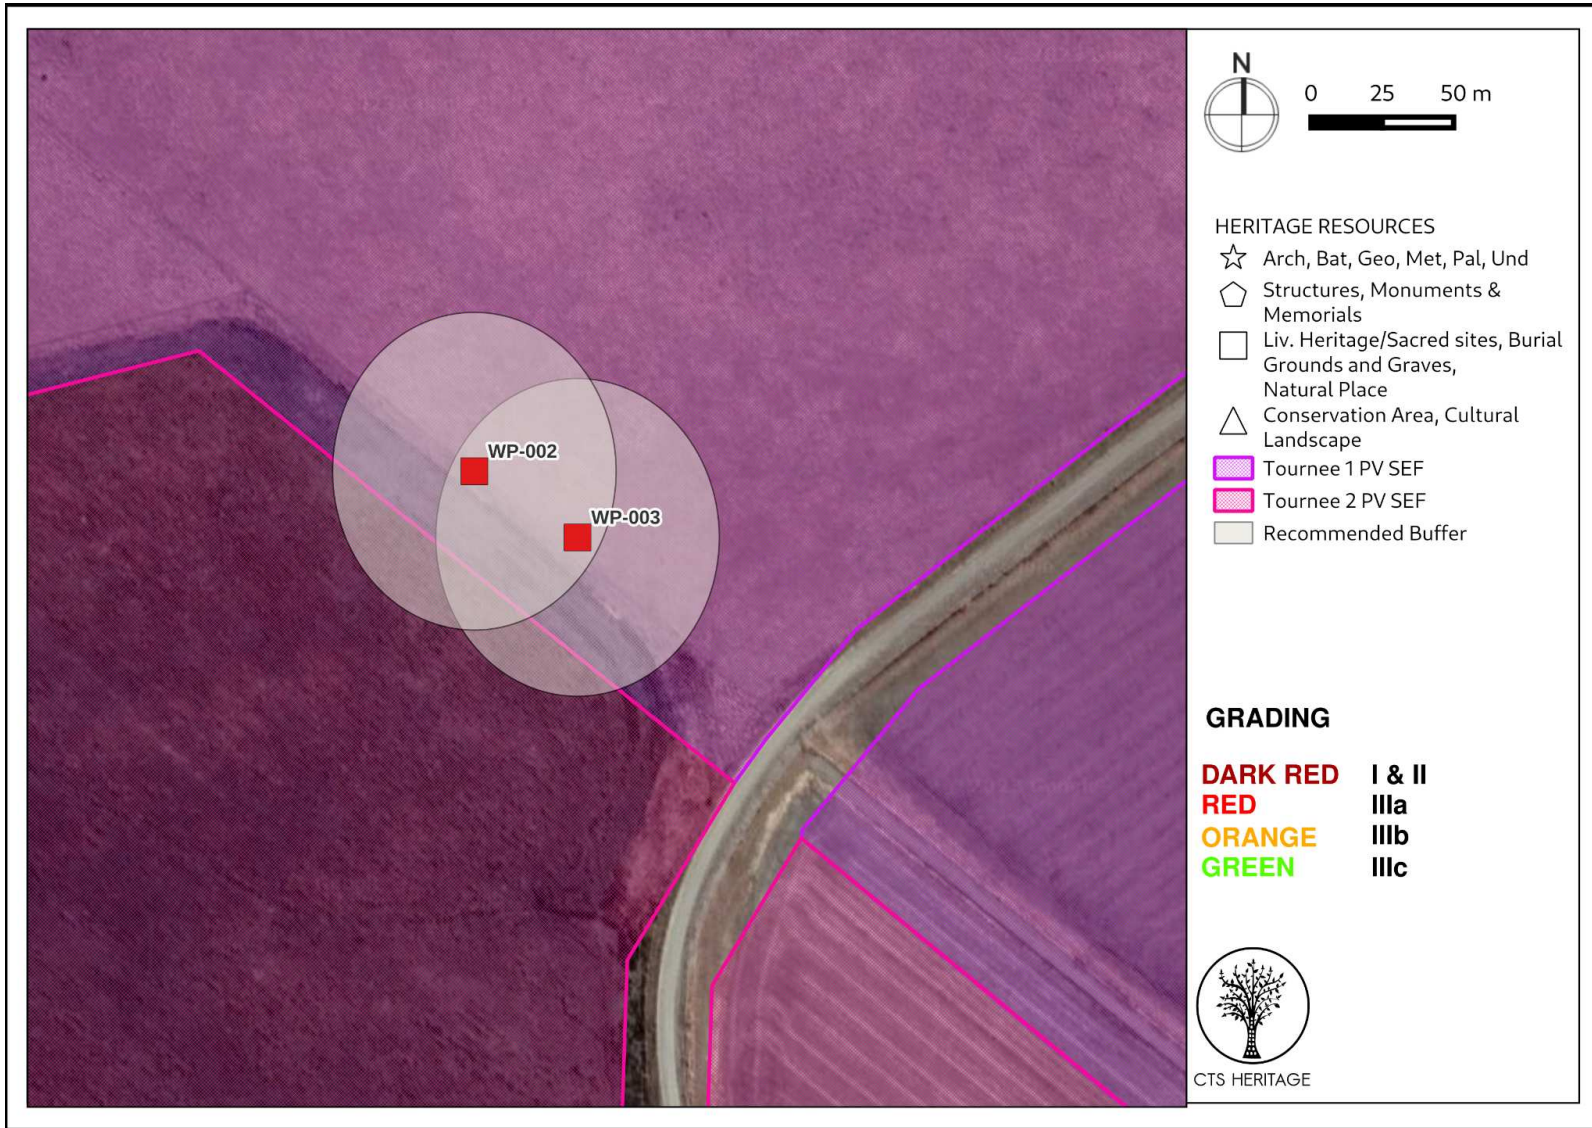 WP-002
WP-003
N
0 25 50 m
HERITAGE RESOURCES
Arch, Bat, Geo, Met, Pal, Und
Structures, Monuments &
Memorials
Liv. Heritage/Sacred sites, Burial
Grounds and Graves,
Natural Place
Conservation Area, Cultural
Landscape
Tournee 1 PV SEF
Tournee 2 PV SEF
Recommended Buffer
GRADING
DARK RED I & II
RED IIIa
ORANGE IIIb
GREEN IIIc
CTS HERITAGE